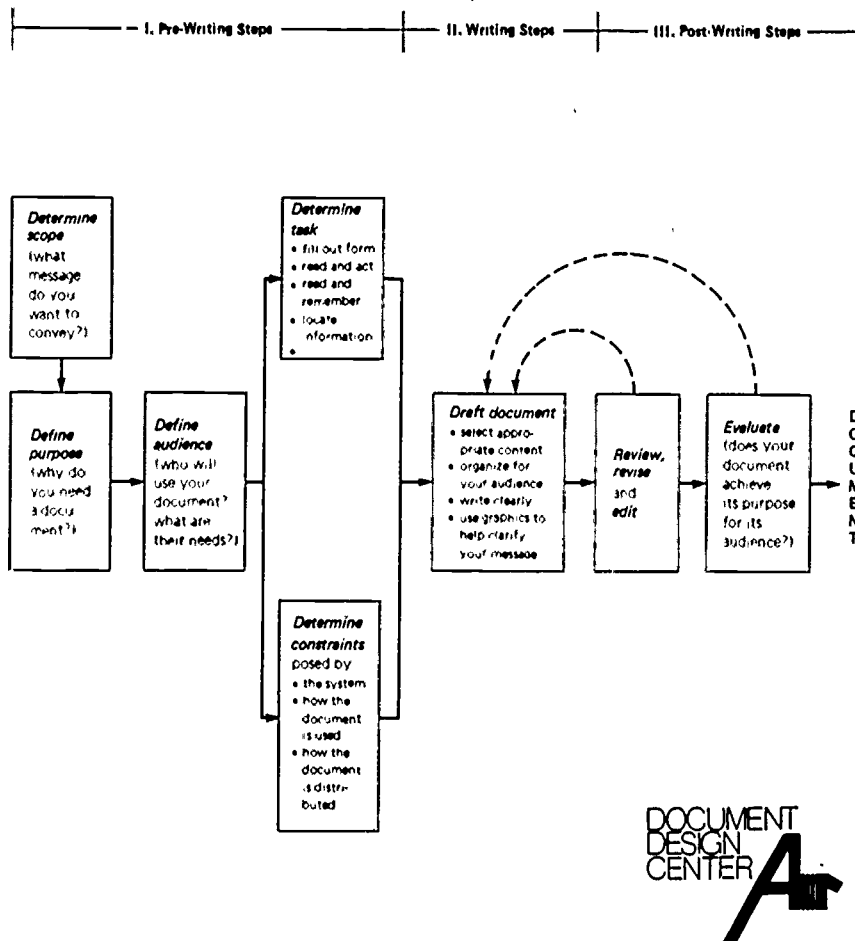 I. Pre-Writing Steps
II. Writing Steps
III. Post-Writing Steps
Determine
scope
(what
message
do you
want to
convey?)
Define
purpose
(why do
you need
a docu
ment?)
Define
audience
(who will
use your
document?
what are
their needs?)
Determine
task
• fill out form
• read and act
• read and
remember
• locate
information
•
Determine
constraints
posed by
• the system
• how the
document
is used
• how the
document
is distri-
buted
Draft document
• select appro-
priate content
• organize for
your audience
• write clearly
• use graphics to
help clarify
your message
Review,
revise
and
edit
Evaluate
(does your
document
achieve
its purpose
for its
audience?)
D
O
C
U
M
E
N
T
DOCUMENT
DESIGN
CENTER
AIR